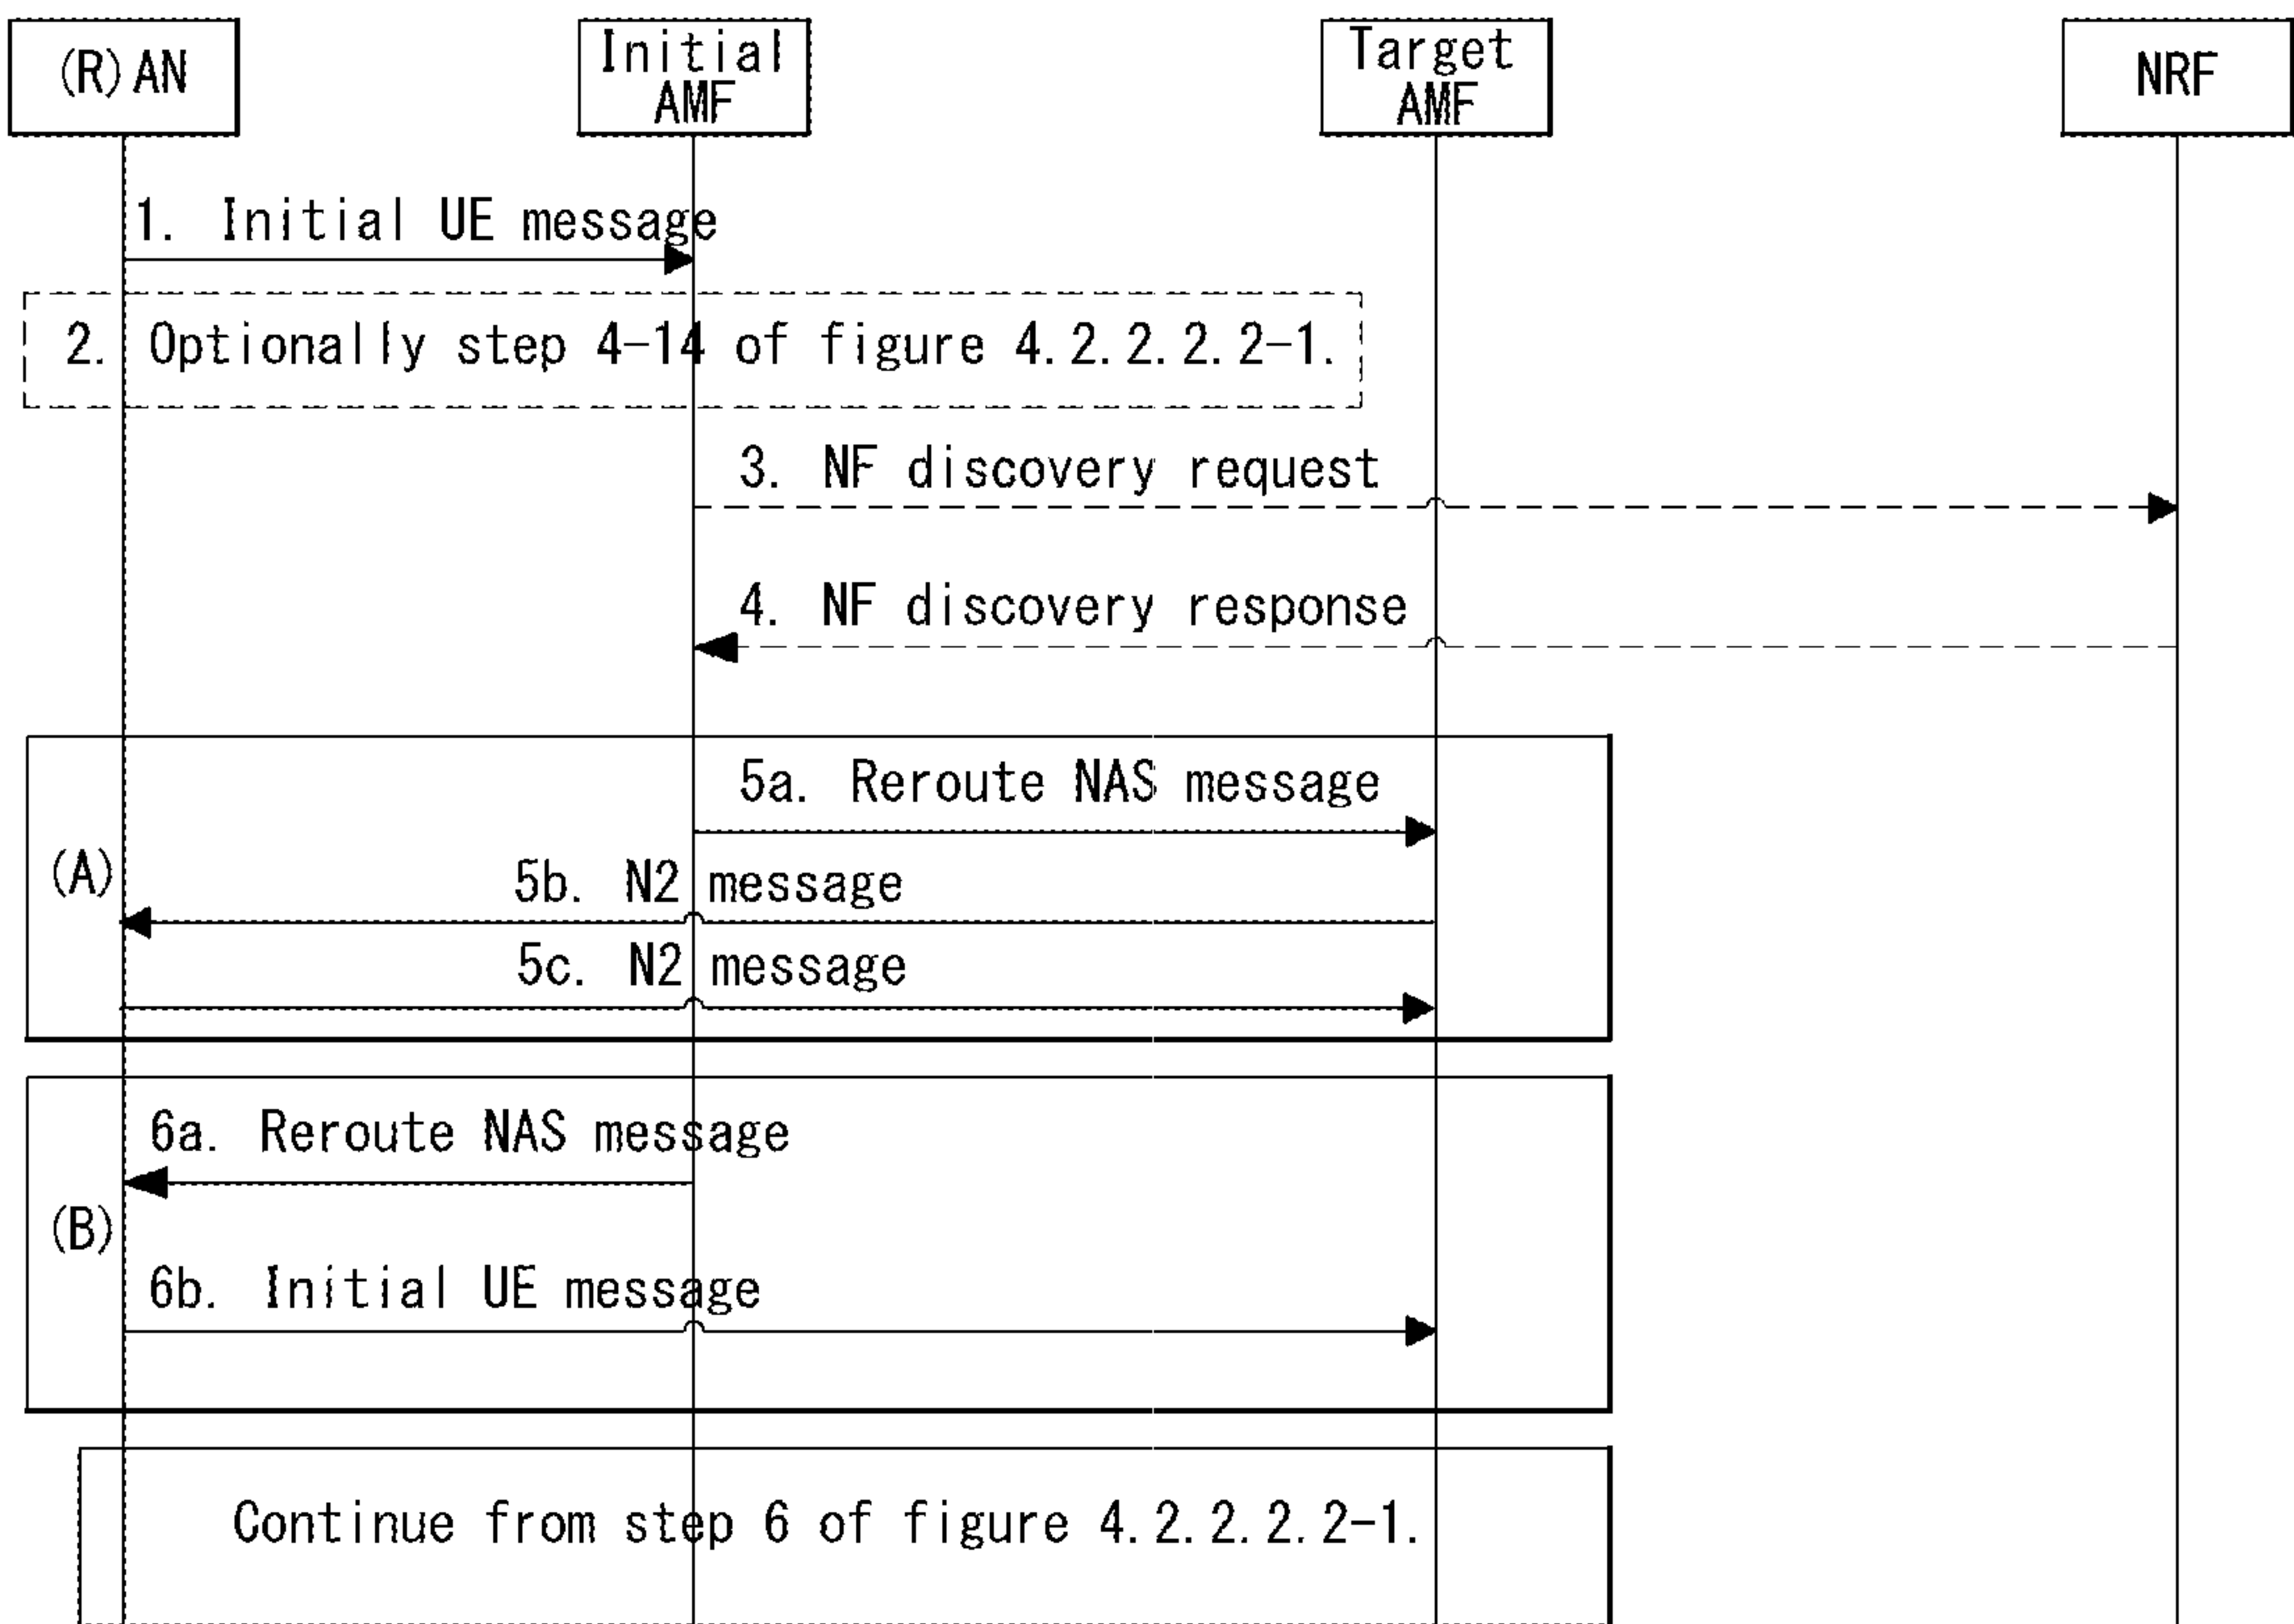 (R)AN
Initial
AMF
Target
AMF
NRF
1. Initial UE message
2. Optionally step 4-14 of figure 4.2.2.2.2-1.
3. NF discovery request
4. NF discovery response
(A)
5a. Reroute NAS message
5b. N2 message
5c. N2 message
(B)
6a. Reroute NAS message
6b. Initial UE message
Continue from step 6 of figure 4.2.2.2.2-1.